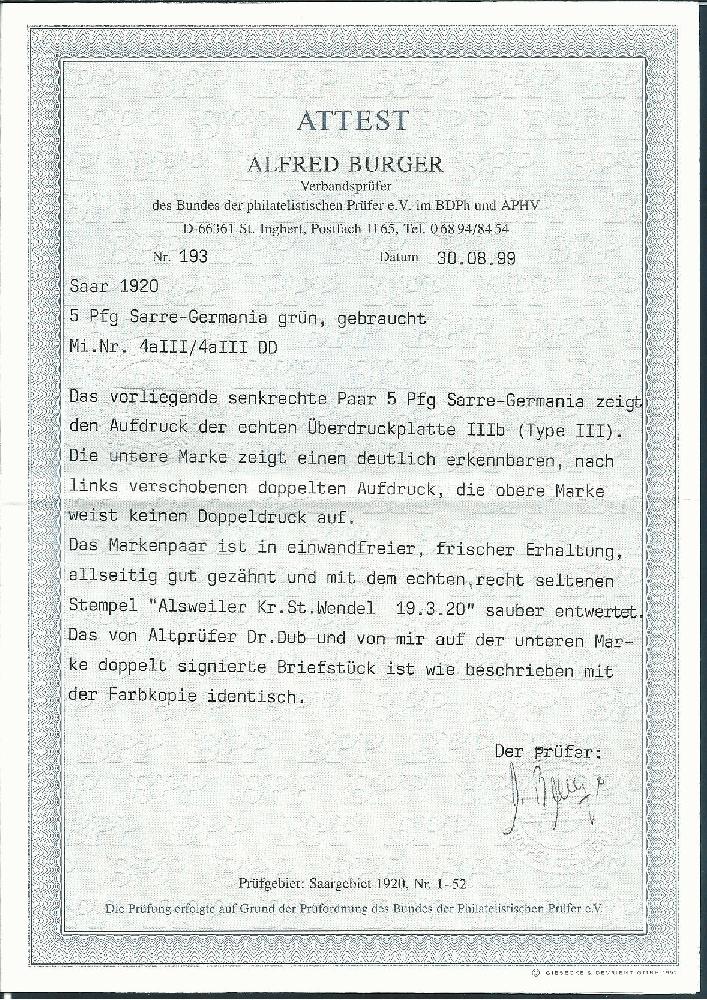 ATTEST
ALFRED BURGER
Verbandsprüfer
des Bundes der philatelistischen Prüfer e.V. im BDPh und APHV
D-66361 St. Ingbert, Postfach 1165, Tel. 06894/8454
Nr. 193 Datum 30.08.99
Saar 1920
5 Pfg Sarre-Germania grün, gebraucht
Mi.Nr. 4aIII/4aIII DD
Das vorliegende senkrechte Paar 5 Pfg Sarre-Germania zeigt
den Aufdruck der echten Überdruckplatte IIIb (Type III).
Die untere Marke zeigt einen deutlich erkennbaren, nach
links verschobenen doppelten Aufdruck, die obere Marke
weist keinen Doppeldruck auf.
Das Markenpaar ist in einwandfreier, frischer Erhaltung,
allseitig gut gezähnt und mit dem echten,recht seltenen
Stempel "Alsweiler Kr.St.Wendel 19.3.20" sauber entwertet.
Das von Altprüfer Dr.Dub und von mir auf der unteren Mar-
ke doppelt signierte Briefstück ist wie beschrieben mit
der Farbkopie identisch.
Der prüfer:
Prüfgebiet: Saargebiet 1920, Nr. 1-52
Die Prüfung erfolgte auf Grund der Prüfordnung des Bundes der Philatelistischen Prüfer e.V.
© GIESECKE & DEVRIENT GMBH